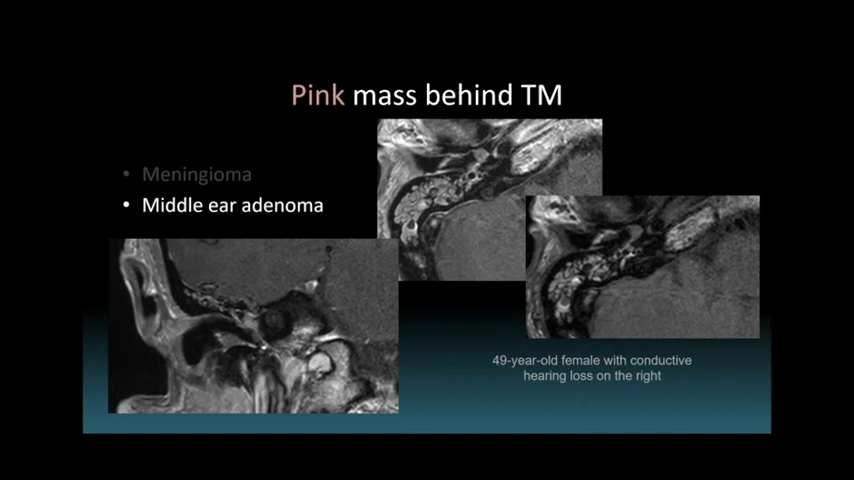 Pink mass behind TM
• Meningioma
• Middle ear adenoma
49-year-old female with conductive
hearing loss on the right